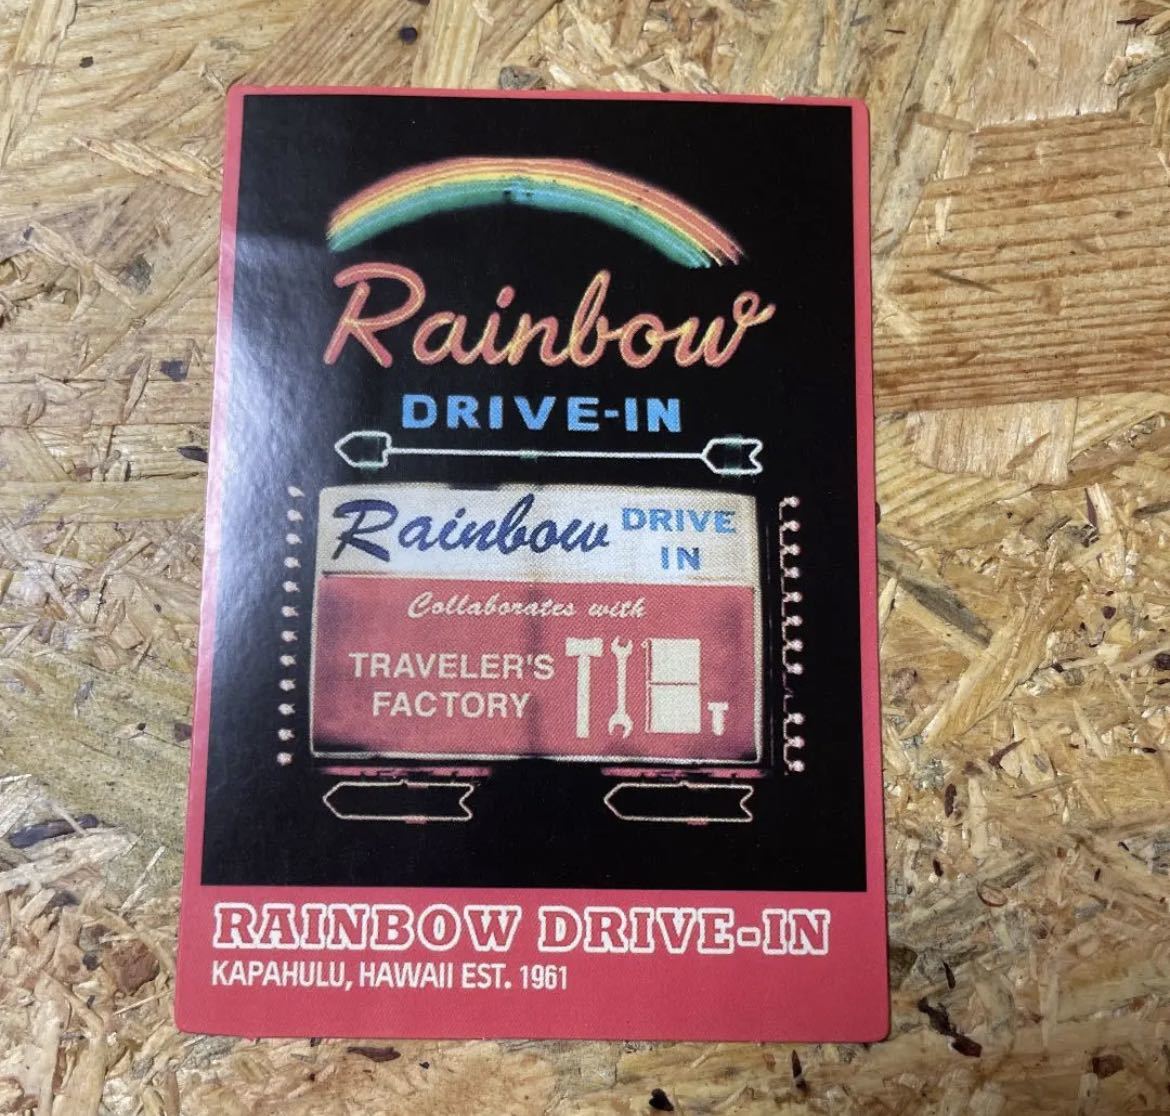 Rainbow
DRIVE-IN
Rainbow DRIVE
IN
Collaborates with
TRAVELER'S
FACTORY
RAINBOW DRIVE-IN
KAPAHULU, HAWAII EST. 1961